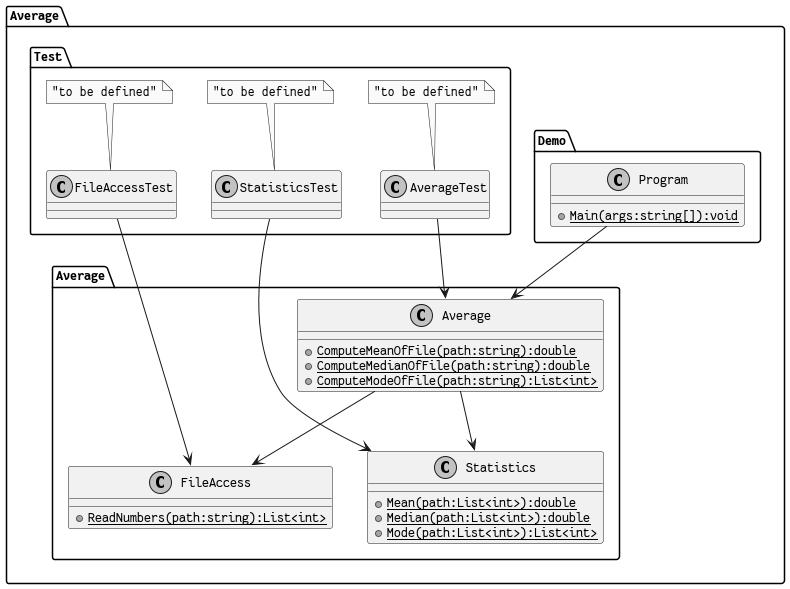 Average
Test
"to be defined"
"to be defined"
"to be defined"
C FileAccessTest
C StatisticsTest
C AverageTest
Demo
C Program
Main(args:string[]):void
Average
C Average
ComputeMeanOfFile(path:string):double
ComputeMedianOfFile(path:string):double
ComputeModeOfFile(path:string):List<int>
C FileAccess
ReadNumbers(path:string):List<int>
C Statistics
Mean(path:List<int>):double
Median(path:List<int>):double
Mode(path:List<int>):List<int>